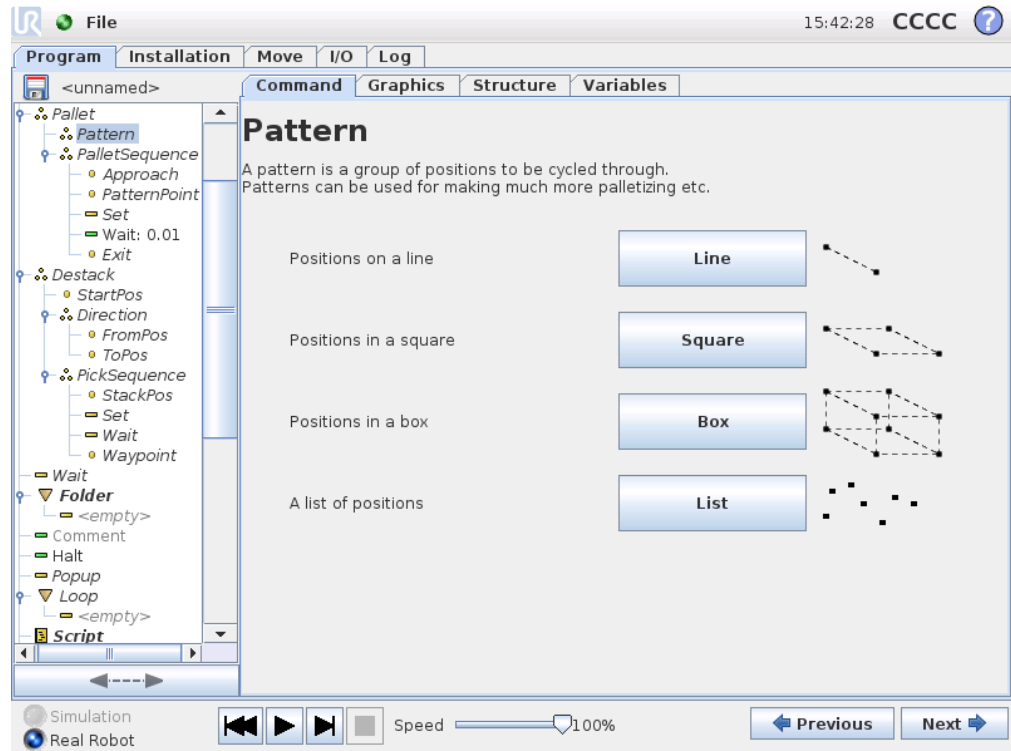 UR File 15:42:28 CCCC ?
Program Installation Move I/O Log
<unnamed> Command Graphics Structure Variables
Pallet
Pattern
PalletSequence
Approach
PatternPoint
Set
Wait: 0.01
Exit
Destack
StartPos
Direction
FromPos
ToPos
PickSequence
StackPos
Set
Wait
Waypoint
Wait
Folder
<empty>
Comment
Halt
Popup
Loop
<empty>
Script
Pattern
A pattern is a group of positions to be cycled through.
Patterns can be used for making much more palletizing etc.
Positions on a line Line
Positions in a square Square
Positions in a box Box
A list of positions List
Simulation
Real Robot
Speed 100%
Previous Next